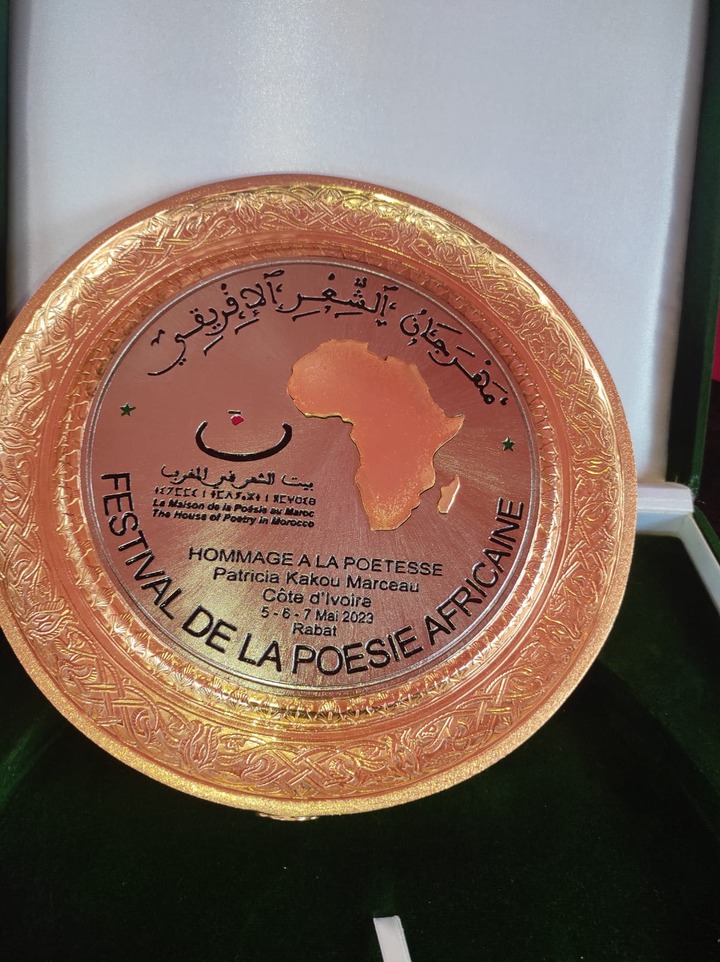 مهرجان الشعر الإفريقي
بيت الشعر في المغرب
La Maison de la Poésie au Maroc
The House of Poetry in Morocco
HOMMAGE A LA POETESSE
Patricia Kakou Marceau
Côte d'Ivoire
5 - 6 - 7 Mai 2023
Rabat
FESTIVAL DE LA POESIE AFRICAINE